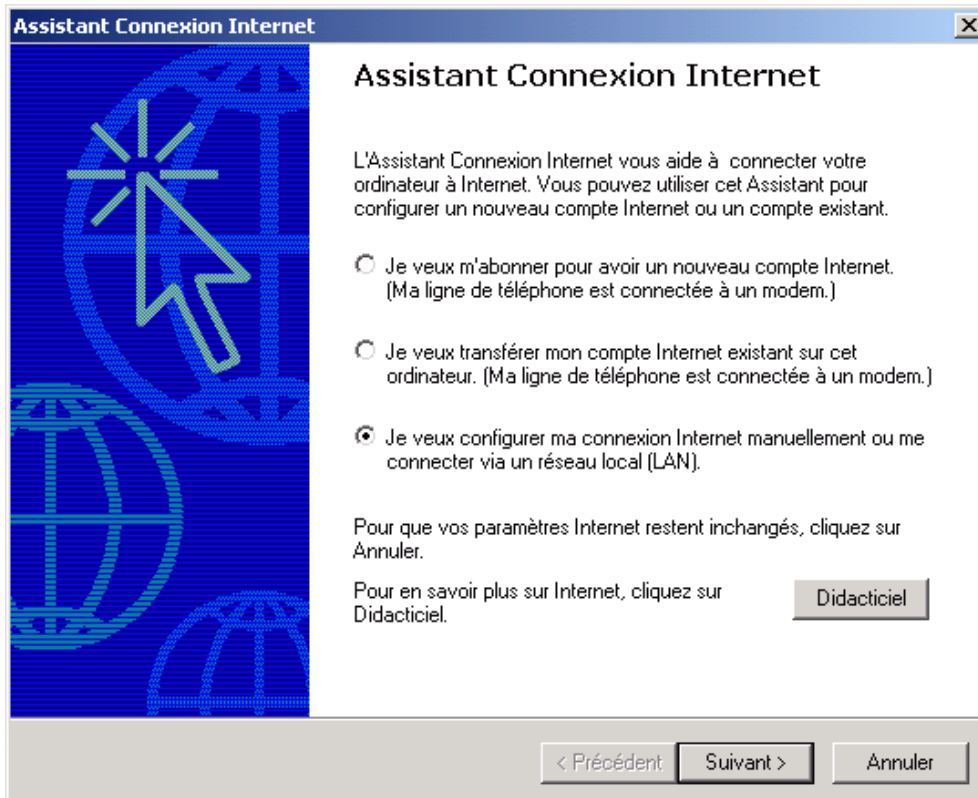 Assistant Connexion Internet
Assistant Connexion Internet
L'Assistant Connexion Internet vous aide à  connecter votre
ordinateur à Internet. Vous pouvez utiliser cet Assistant pour
configurer un nouveau compte Internet ou un compte existant.
Je veux m'abonner pour avoir un nouveau compte Internet.
(Ma ligne de téléphone est connectée à un modem.)
Je veux transférer mon compte Internet existant sur cet
ordinateur. (Ma ligne de téléphone est connectée à un modem.)
Je veux configurer ma connexion Internet manuellement ou me
connecter via un réseau local (LAN).
Pour que vos paramètres Internet restent inchangés, cliquez sur
Annuler.
Pour en savoir plus sur Internet, cliquez sur
Didacticiel.
Didacticiel
< Précédent
Suivant >
Annuler